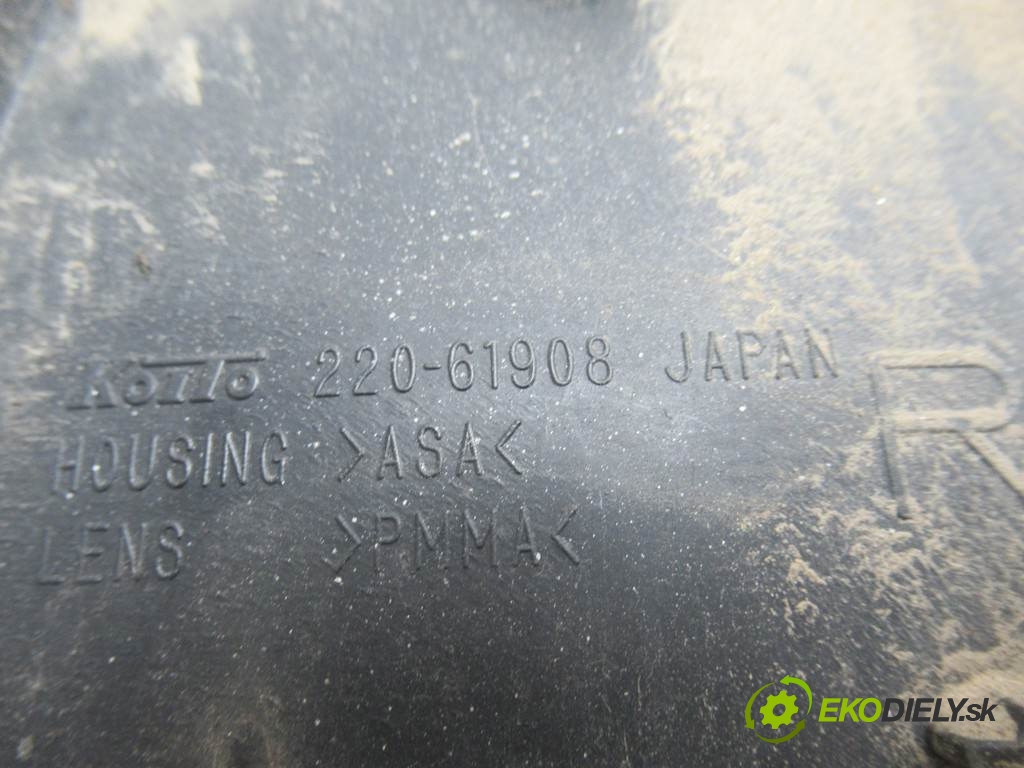 KOITO 220-61908 JAPAN
R
HOUSING >ASA<
LENS >PMMA<
EKODIELY.sk